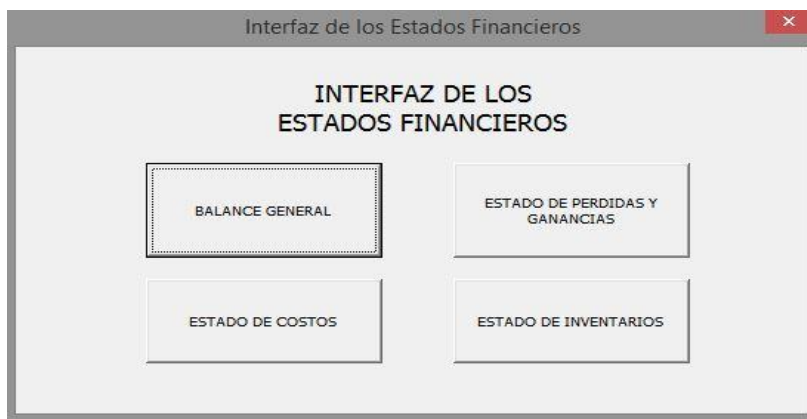 Interfaz de los Estados Financieros
INTERFAZ DE LOS
ESTADOS FINANCIEROS
BALANCE GENERAL
ESTADO DE PERDIDAS Y
GANANCIAS
ESTADO DE COSTOS
ESTADO DE INVENTARIOS